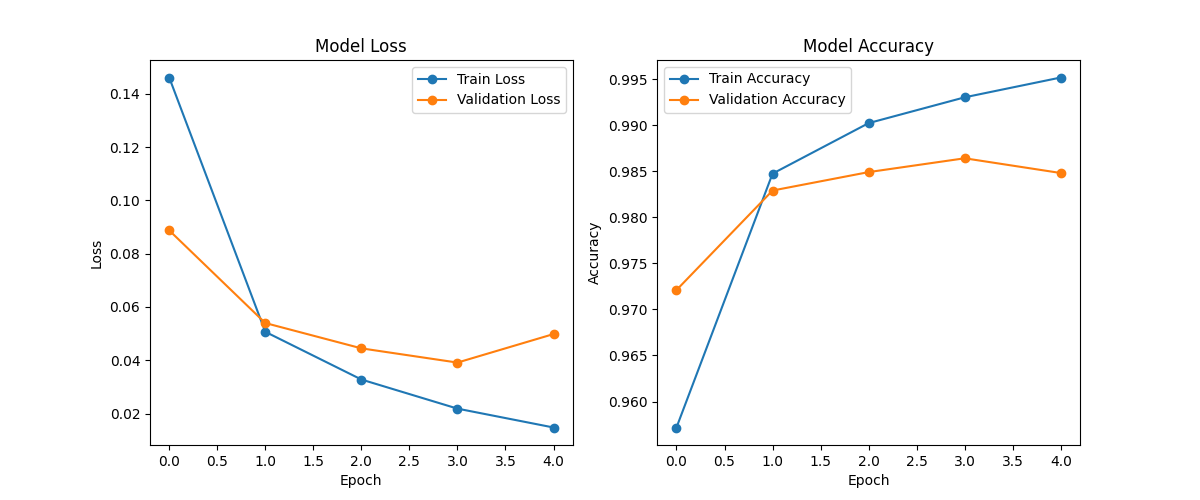 Model Loss
Train Loss
Validation Loss
0.14
0.12
0.10
0.08
0.06
0.04
0.02
Loss
0.0 0.5 1.0 1.5 2.0 2.5 3.0 3.5 4.0
Epoch
Model Accuracy
Train Accuracy
Validation Accuracy
0.995
0.990
0.985
0.980
0.975
0.970
0.965
0.960
Accuracy
0.0 0.5 1.0 1.5 2.0 2.5 3.0 3.5 4.0
Epoch